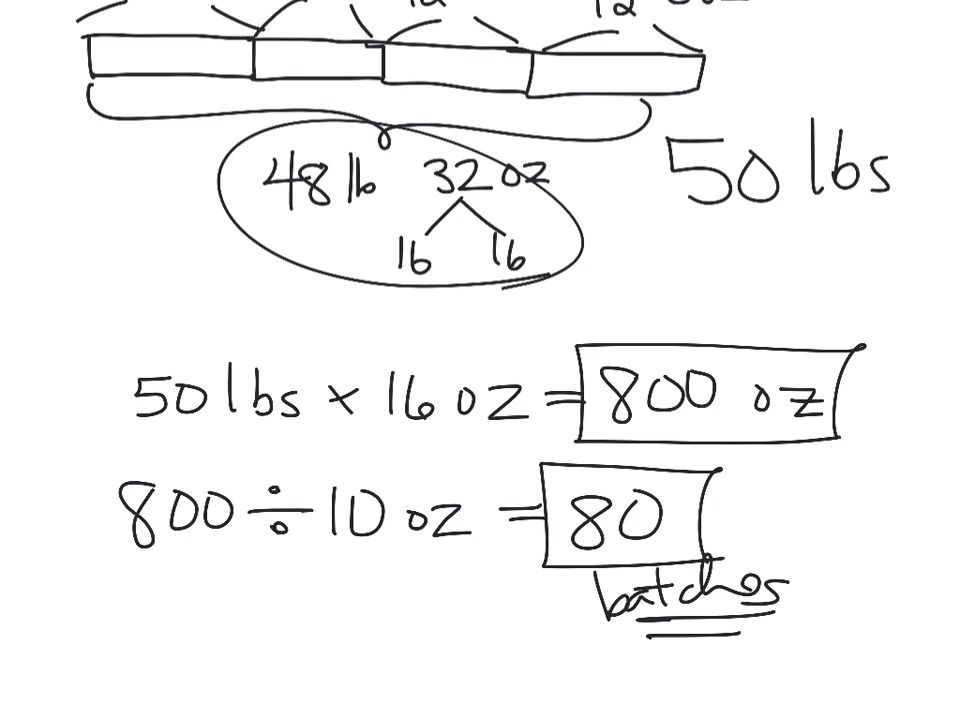 48 lb 32 oz
50 lbs
16 16
50 lbs × 16 oz = 800 oz
800 ÷ 10 oz = 80
batches